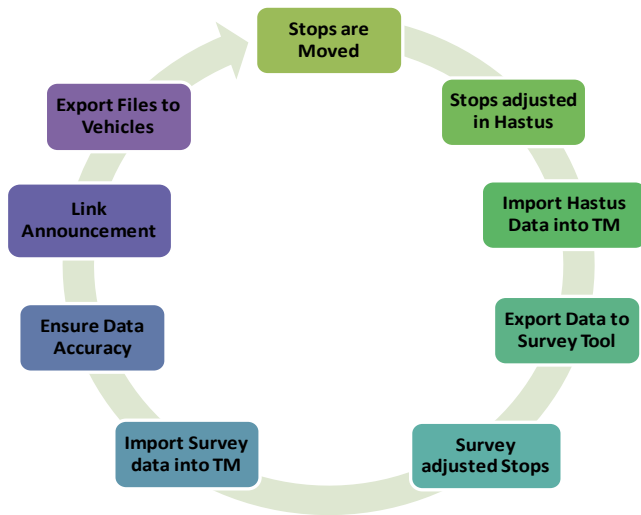 Stops are
Moved
Stops adjusted
in Hastus
Import Hastus
Data into TM
Export Data to
Survey Tool
Survey
adjusted Stops
Import Survey
data into TM
Ensure Data
Accuracy
Link
Announcement
Export Files to
Vehicles